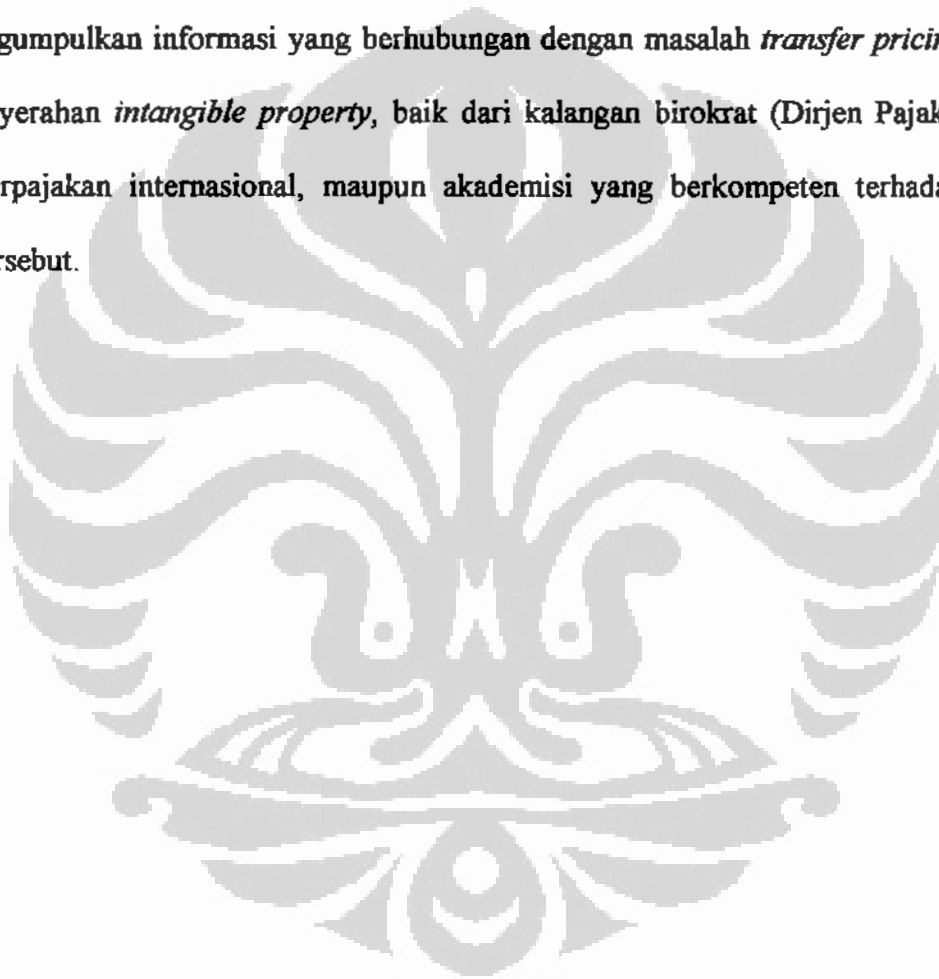 gumpulkan informasi yang berhubungan dengan masalah transfer pricin
yerahan intangible property, baik dari kalangan birokrat (Dirjen Pajak
rpajakan internasional, maupun akademisi yang berkompeten terhada
rsebut.